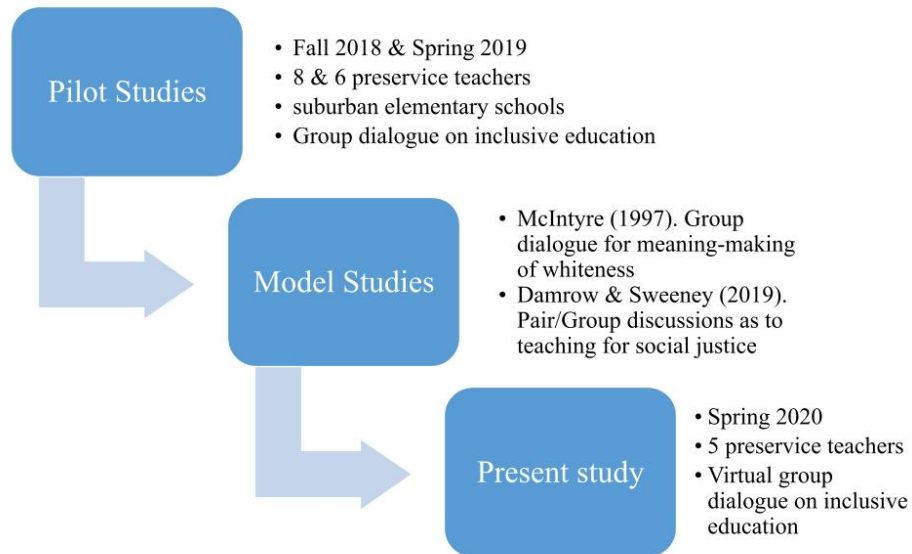 Pilot Studies
• Fall 2018 & Spring 2019
• 8 & 6 preservice teachers
• suburban elementary schools
• Group dialogue on inclusive education
Model Studies
• McIntyre (1997). Group
dialogue for meaning-making
of whiteness
• Damrow & Sweeney (2019).
Pair/Group discussions as to
teaching for social justice
Present study
• Spring 2020
• 5 preservice teachers
• Virtual group
dialogue on inclusive
education